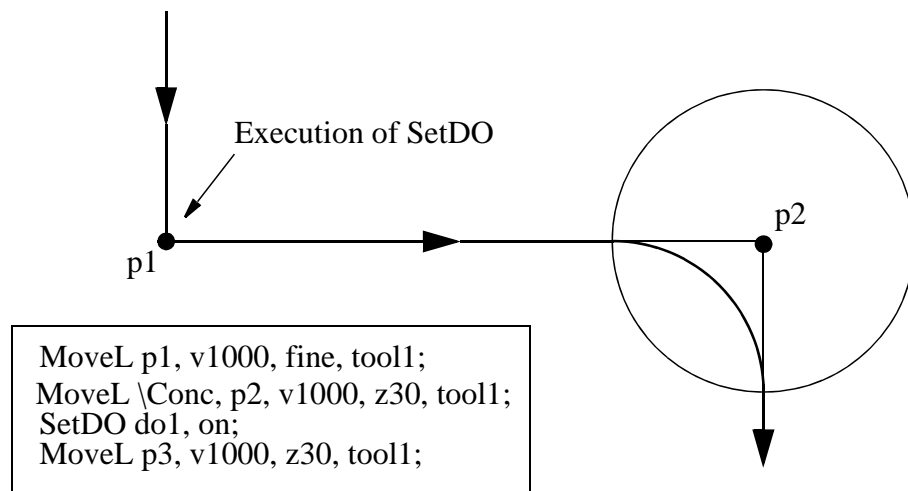 Execution of SetDO
p2
p1
MoveL p1, v1000, fine, tool1;
MoveL \Conc, p2, v1000, z30, tool1;
SetDO do1, on;
MoveL p3, v1000, z30, tool1;